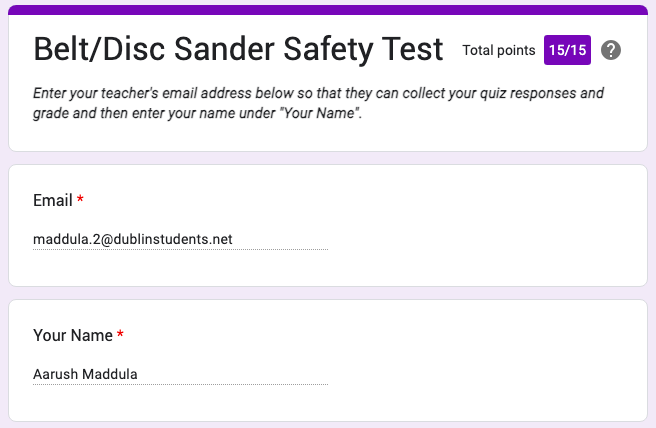 Belt/Disc Sander Safety Test Total points 15/15 ?
Enter your teacher's email address below so that they can collect your quiz responses and
grade and then enter your name under "Your Name".
Email *
maddula.2@dublinstudents.net
Your Name *
Aarush Maddula